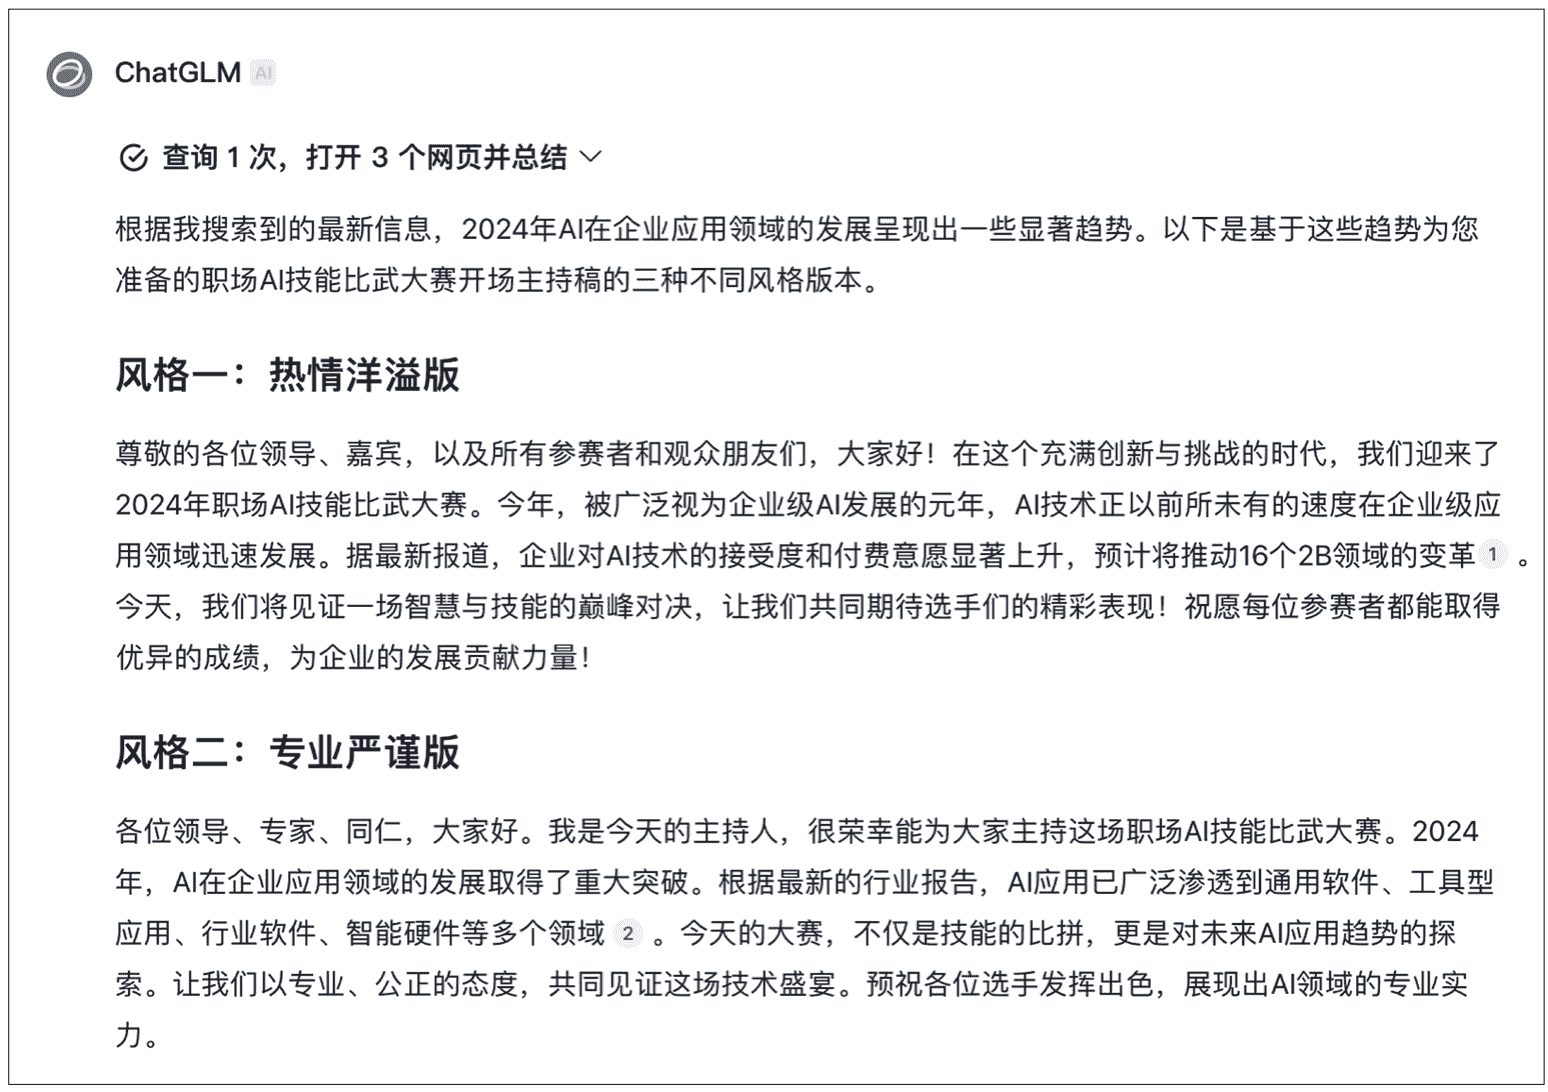 ChatGLM AI
查询 1 次，打开 3 个网页并总结
根据我搜索到的最新信息，2024年AI在企业应用领域的发展呈现出一些显著趋势。以下是基于这些趋势为您
准备的职场AI技能比武大赛开场主持稿的三种不同风格版本。
风格一：热情洋溢版
尊敬的各位领导、嘉宾，以及所有参赛者和观众朋友们，大家好！在这个充满创新与挑战的时代，我们迎来了
2024年职场AI技能比武大赛。今年，被广泛视为企业级AI发展的元年，AI技术正以前所未有的速度在企业级应
用领域迅速发展。据最新报道，企业对AI技术的接受度和付费意愿显著上升，预计将推动16个2B领域的变革 1 。
今天，我们将见证一场智慧与技能的巅峰对决，让我们共同期待选手们的精彩表现！祝愿每位参赛者都能取得
优异的成绩，为企业的发展贡献力量！
风格二：专业严谨版
各位领导、专家、同仁，大家好。我是今天的主持人，很荣幸能为大家主持这场职场AI技能比武大赛。2024
年，AI在企业应用领域的发展取得了重大突破。根据最新的行业报告，AI应用已广泛渗透到通用软件、工具型
应用、行业软件、智能硬件等多个领域 2 。今天的大赛，不仅是技能的比拼，更是对未来AI应用趋势的探
索。让我们以专业、公正的态度，共同见证这场技术盛宴。预祝各位选手发挥出色，展现出AI领域的专业实
力。